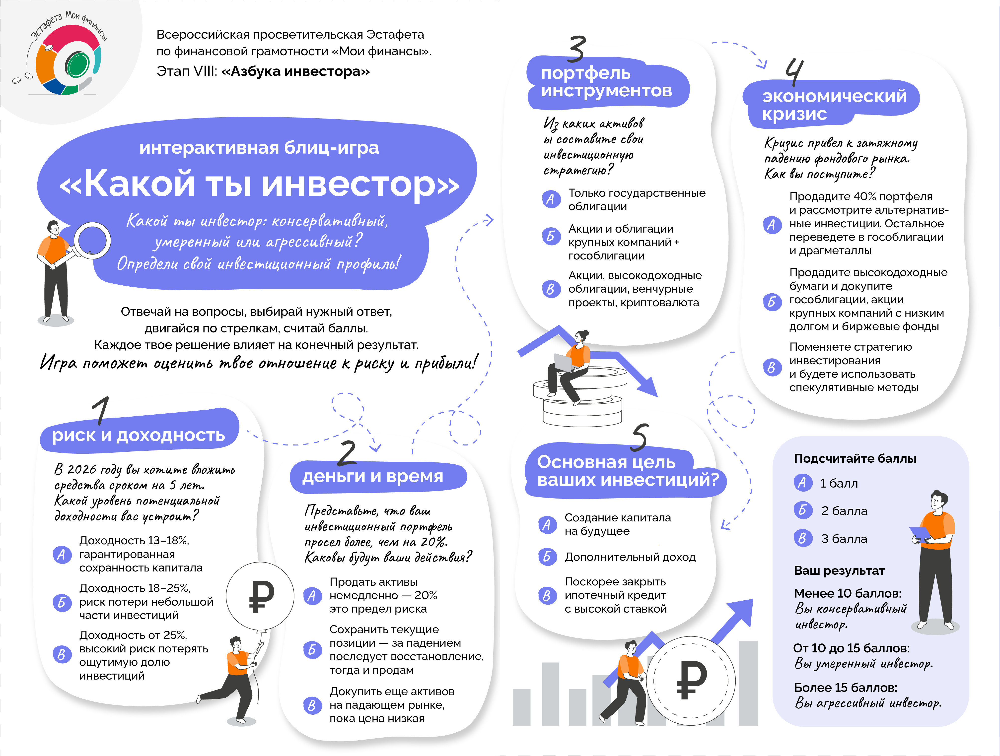 Эстафета Мои финансы
Всероссийская просветительская Эстафета
по финансовой грамотности «Мои финансы».
Этап VIII: «Азбука инвестора»
интерактивная блиц-игра
«Какой ты инвестор»
Какой ты инвестор: консервативный,
умеренный или агрессивный?
Определи свой инвестиционный профиль!
Отвечай на вопросы, выбирай нужный ответ,
двигайся по стрелкам, считай баллы.
Каждое твое решение влияет на конечный результат.
Игра поможет оценить твое отношение к риску и прибыли!
1
риск и доходность
В 2026 году вы хотите вложить
средства сроком на 5 лет.
Какой уровень потенциальной
доходности вас устроит?
А
Доходность 13–18%,
гарантированная
сохранность капитала
Б
Доходность 18–25%,
риск потери небольшой
части инвестиций
В
Доходность от 25%,
высокий риск потерять
ощутимую долю
инвестиций
₽
2
деньги и время
Представьте, что ваш
инвестиционный портфель
просел более, чем на 20%.
Каковы будут ваши действия?
А
Продать активы
немедленно — 20%
это предел риска
Б
Сохранить текущие
позиции — за падением
последует восстановление,
тогда и продам
В
Докупить еще активов
на падающем рынке,
пока цена низкая
3
портфель
инструментов
Из каких активов
ы составите свои
инвестиционную
стратегию?
А
Только государственные
облигации
Б
Акции и облигации
крупных компаний +
гособлигации
В
Акции, высокодоходные
облигации, венчурные
проекты, криптовалюта
4
экономический
кризис
Кризис привел к затяжному
падению фондового рынка.
Как вы поступите?
А
Продадите 40% портфеля
и рассмотрите альтернатив-
ные инвестиции. Остальное
переведете в гособлигации
и драгметаллы
Б
Продадите высокодоходные
бумаги и докупите
гособлигации, акции
крупных компаний с низким
долгом и биржевые фонды
В
Поменяете стратегию
инвестирования
и будете использовать
спекулятивные методы
5
Основная цель
ваших инвестиций?
А
Создание капитала
на будущее
Б
Дополнительный доход
В
Поскорее закрыть
ипотечный кредит
с высокой ставкой
₽
Подсчитайте баллы
А 1 балл
Б 2 балла
В 3 балла
Ваш результат
Менее 10 баллов:
Вы консервативный
инвестор.
От 10 до 15 баллов:
Вы умеренный инвестор.
Более 15 баллов:
Вы агрессивный инвестор.